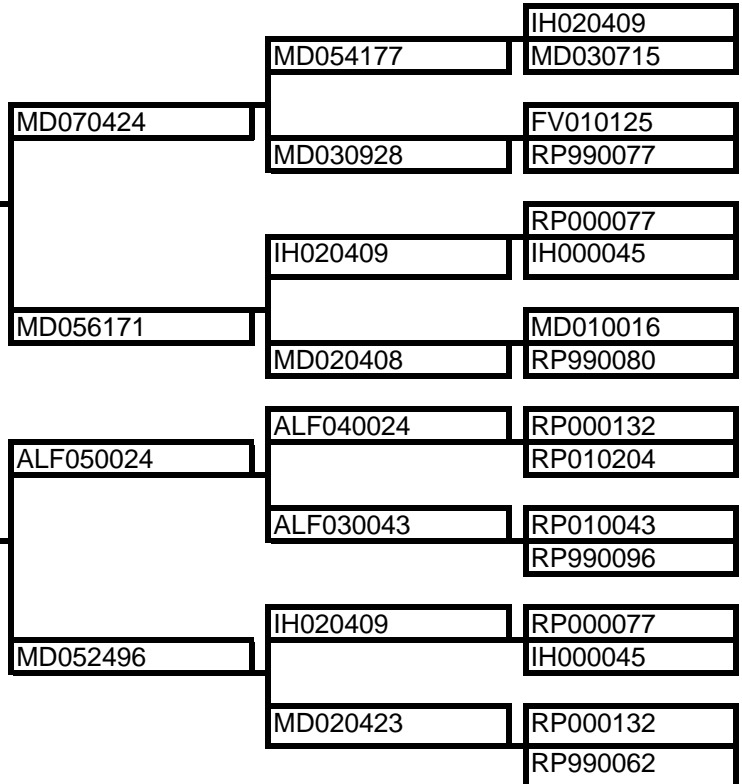 IH020409
MD054177 MD030715
MD070424 FV010125
MD030928 RP990077
RP000077
IH020409 IH000045
MD056171 MD010016
MD020408 RP990080
ALF040024 RP000132
ALF050024 RP010204
ALF030043 RP010043
RP990096
IH020409 RP000077
MD052496 IH000045
MD020423 RP000132
RP990062